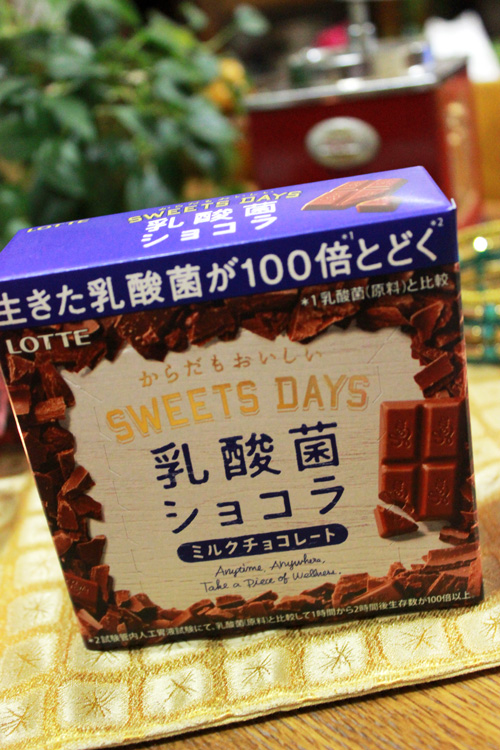 LOTTE
SWEETS DAYS
乳酸菌
ショコラ
生きた乳酸菌が100倍*1とどく*2
*1 乳酸菌(原料)と比較
LOTTE
からだもおいしい
SWEETS DAYS
乳酸菌
ショコラ
ミルクチョコレート
Anytime, Anywhere,
Take a Piece of Wellness.
*2 試験管内人工胃液試験にて、乳酸菌原料と比較して1時間から2時間後生存数が100倍以上